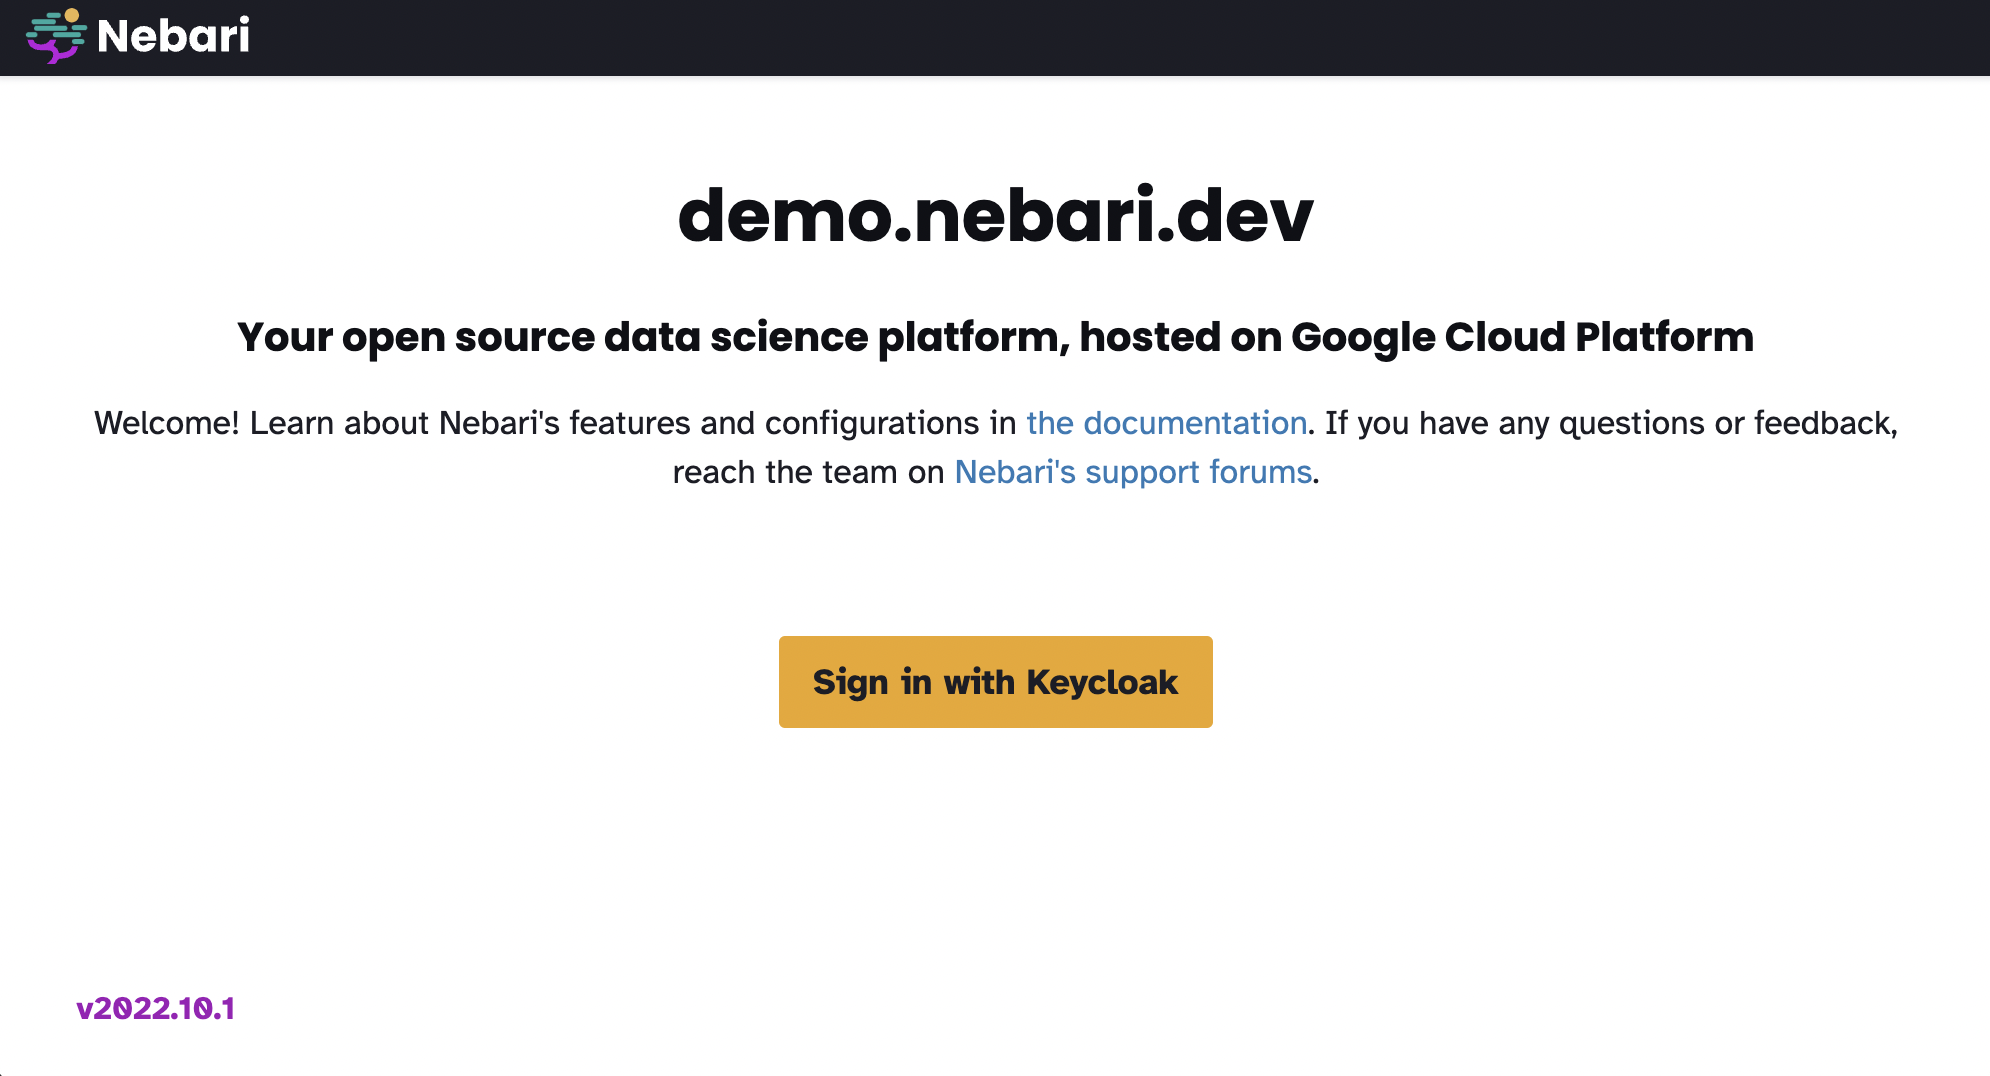 Nebari
demo.nebari.dev
Your open source data science platform, hosted on Google Cloud Platform
Welcome! Learn about Nebari's features and configurations in the documentation. If you have any questions or feedback,
reach the team on Nebari's support forums.
Sign in with Keycloak
v2022.10.1